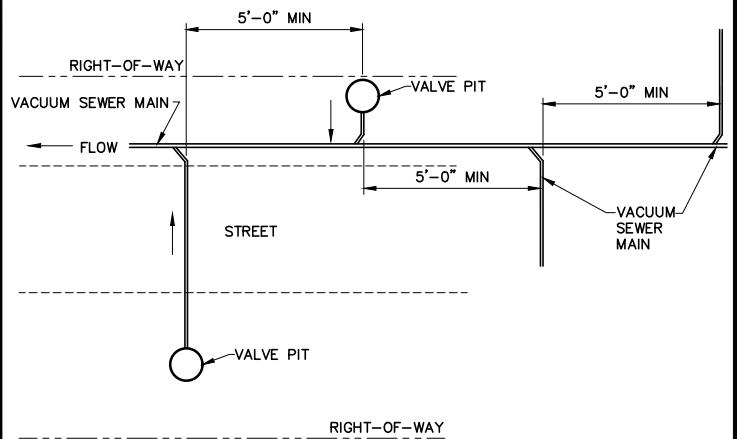 5'-0" MIN
RIGHT-OF-WAY
VALVE PIT
5'-0" MIN
VACUUM SEWER MAIN
FLOW
5'-0" MIN
VACUUM
SEWER
MAIN
STREET
VALVE PIT
RIGHT-OF-WAY